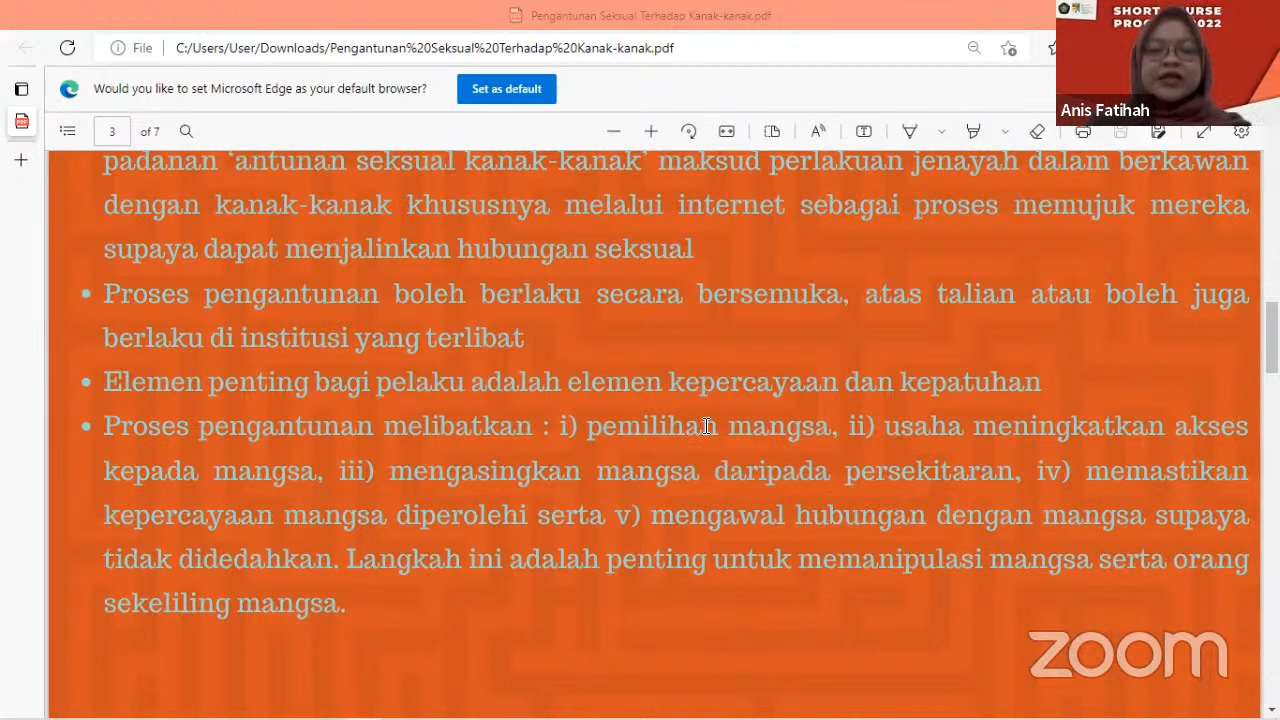 Pengantunan Seksual Terhadap Kanak-kanak.pdf
SHORT COURSE
PROGRAM 2022
File
C:/Users/User/Downloads/Pengantunan%20Seksual%20Terhadap%20Kanak-kanak.pdf
Would you like to set Microsoft Edge as your default browser?
Set as default
Anis Fatihah
3 of 7
padanan ‘antunan seksual kanak-kanak’ maksud perlakuan jenayah dalam berkawan
dengan kanak-kanak khususnya melalui internet sebagai proses memujuk mereka
supaya dapat menjalinkan hubungan seksual
• Proses pengantunan boleh berlaku secara bersemuka, atas talian atau boleh juga
berlaku di institusi yang terlibat
• Elemen penting bagi pelaku adalah elemen kepercayaan dan kepatuhan
• Proses pengantunan melibatkan : i) pemilihan mangsa, ii) usaha meningkatkan akses
kepada mangsa, iii) mengasingkan mangsa daripada persekitaran, iv) memastikan
kepercayaan mangsa diperolehi serta v) mengawal hubungan dengan mangsa supaya
tidak didedahkan. Langkah ini adalah penting untuk memanipulasi mangsa serta orang
sekeliling mangsa.
zoom